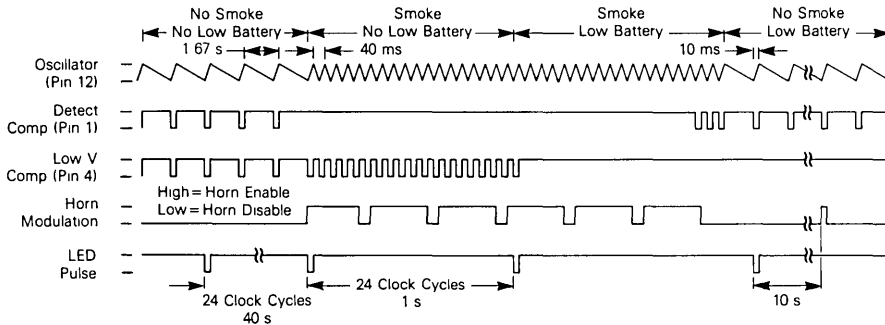 No Smoke
No Low Battery
Smoke
No Low Battery
Smoke
Low Battery
No Smoke
Low Battery
1 67 s
40 ms
10 ms
Oscillator
(Pin 12)
Detect
Comp (Pin 1)
Low V
Comp (Pin 4)
High = Horn Enable
Low = Horn Disable
Horn
Modulation
LED
Pulse
24 Clock Cycles
40 s
24 Clock Cycles
1 s
10 s